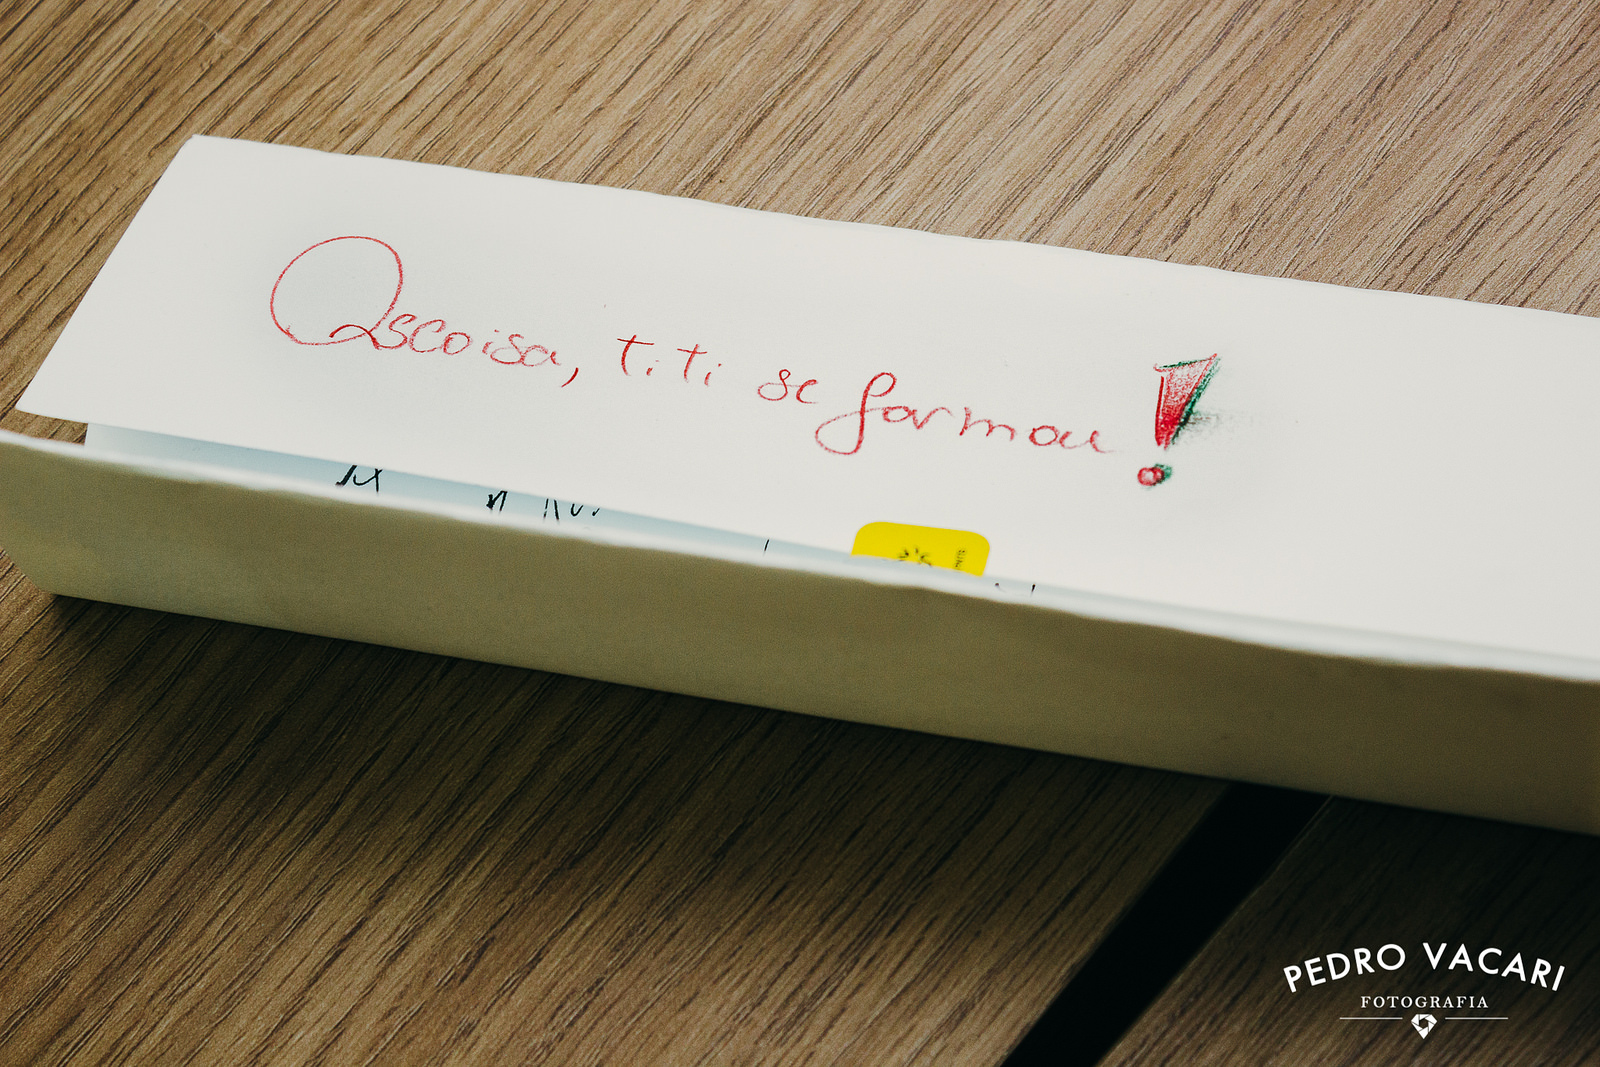 Oscoisa, titi se formou!
PEDRO VACARI
FOTOGRAFIA